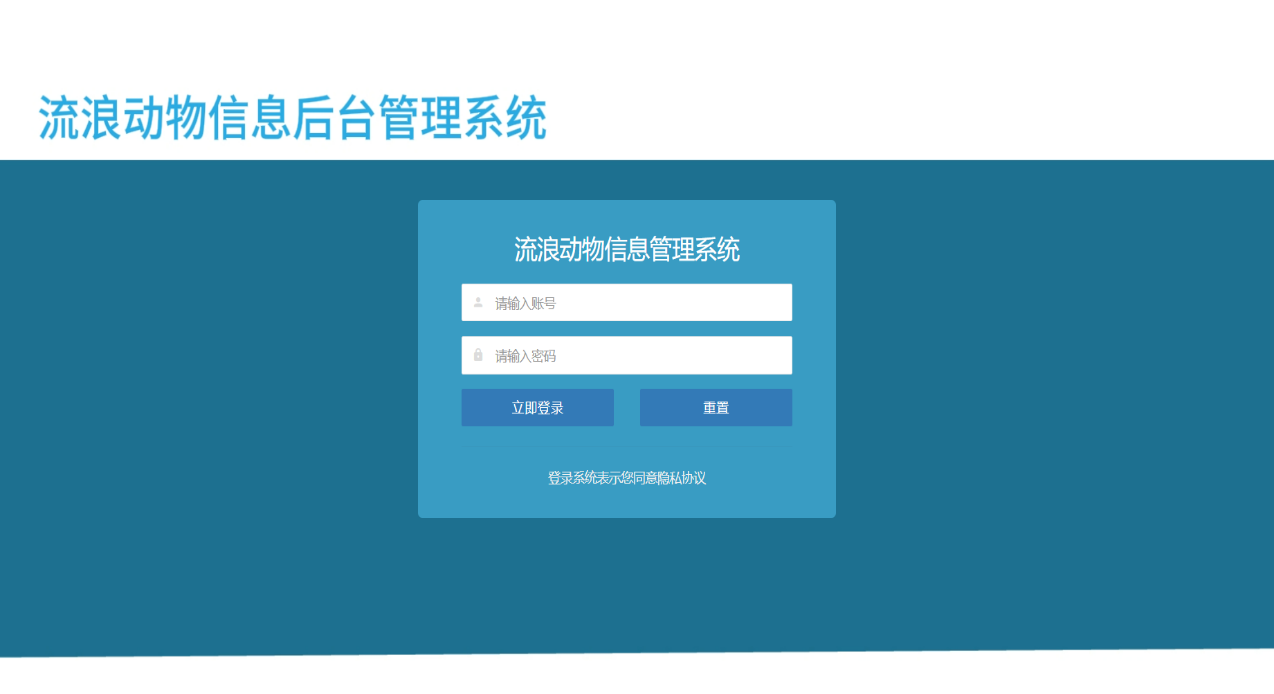 流浪动物信息后台管理系统
流浪动物信息管理系统
请输入账号
请输入密码
立即登录
重置
登录系统表示您同意隐私协议